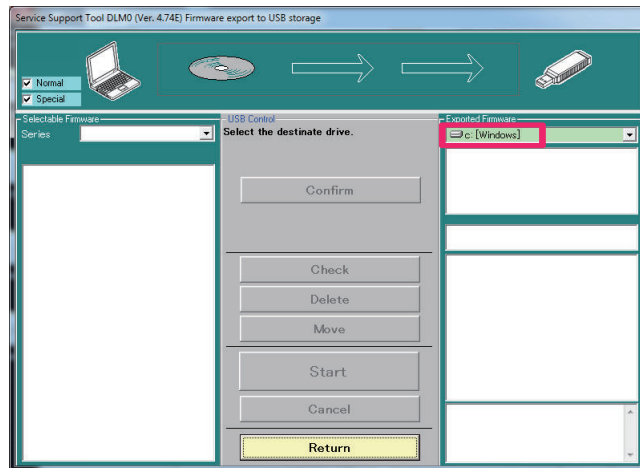 Service Support Tool DLM0 (Ver. 4.74E) Firmware export to USB storage
Normal
Special
Selectable Firmware
Series
USB Control
Select the destinate drive.
Confirm
Check
Delete
Move
Start
Cancel
Return
Exported Firmware
c: [Windows]